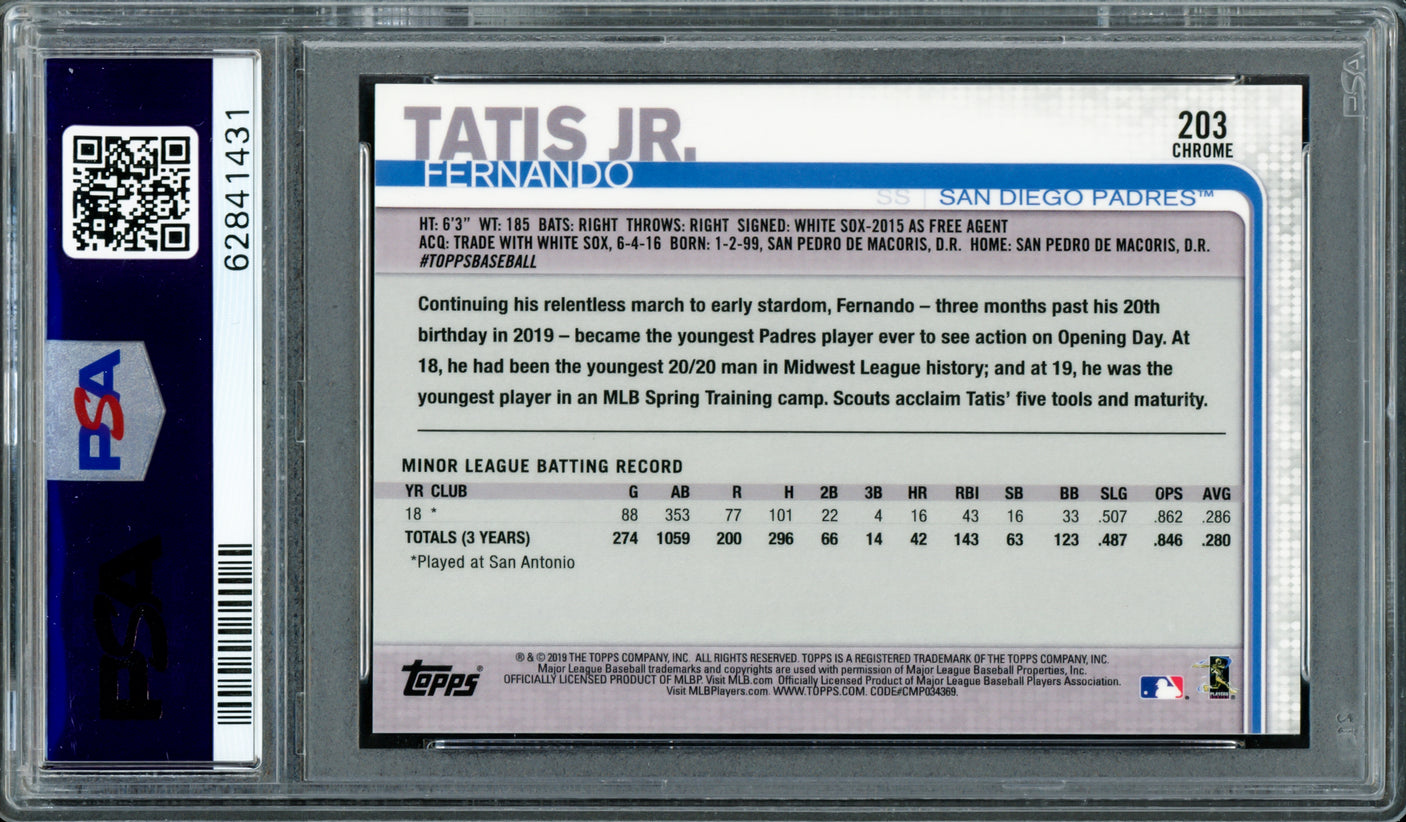 62841431
PSA
PSA
TATIS JR.
FERNANDO
203
CHROME
SS | SAN DIEGO PADRES™
HT: 6'3" WT: 185 BATS: RIGHT THROWS: RIGHT SIGNED: WHITE SOX-2015 AS FREE AGENT
ACQ: TRADE WITH WHITE SOX, 6-4-16 BORN: 1-2-99, SAN PEDRO DE MACORIS, D.R. HOME: SAN PEDRO DE MACORIS, D.R.
#TOPPSBASEBALL
Continuing his relentless march to early stardom, Fernando – three months past his 20th
birthday in 2019 – became the youngest Padres player ever to see action on Opening Day. At
18, he had been the youngest 20/20 man in Midwest League history; and at 19, he was the
youngest player in an MLB Spring Training camp. Scouts acclaim Tatis' five tools and maturity.
MINOR LEAGUE BATTING RECORD
YR CLUB G AB R H 2B 3B HR RBI SB BB SLG OPS AVG
18 * 88 353 77 101 22 4 16 43 16 33 .507 .862 .286
TOTALS (3 YEARS) 274 1059 200 296 66 14 42 143 63 123 .487 .846 .280
*Played at San Antonio
Topps®
® & © 2019 THE TOPPS COMPANY, INC. ALL RIGHTS RESERVED. TOPPS IS A REGISTERED TRADEMARK OF THE TOPPS COMPANY, INC.
Major League Baseball trademarks and copyrights are used with permission of Major League Baseball Properties, Inc.
OFFICIALLY LICENSED PRODUCT OF MLBP. Visit MLB.com Officially Licensed Product of Major League Baseball Players Association.
Visit MLBPlayers.com. WWW.TOPPS.COM. CODE#CMP034369.
PLAYERS
PSA